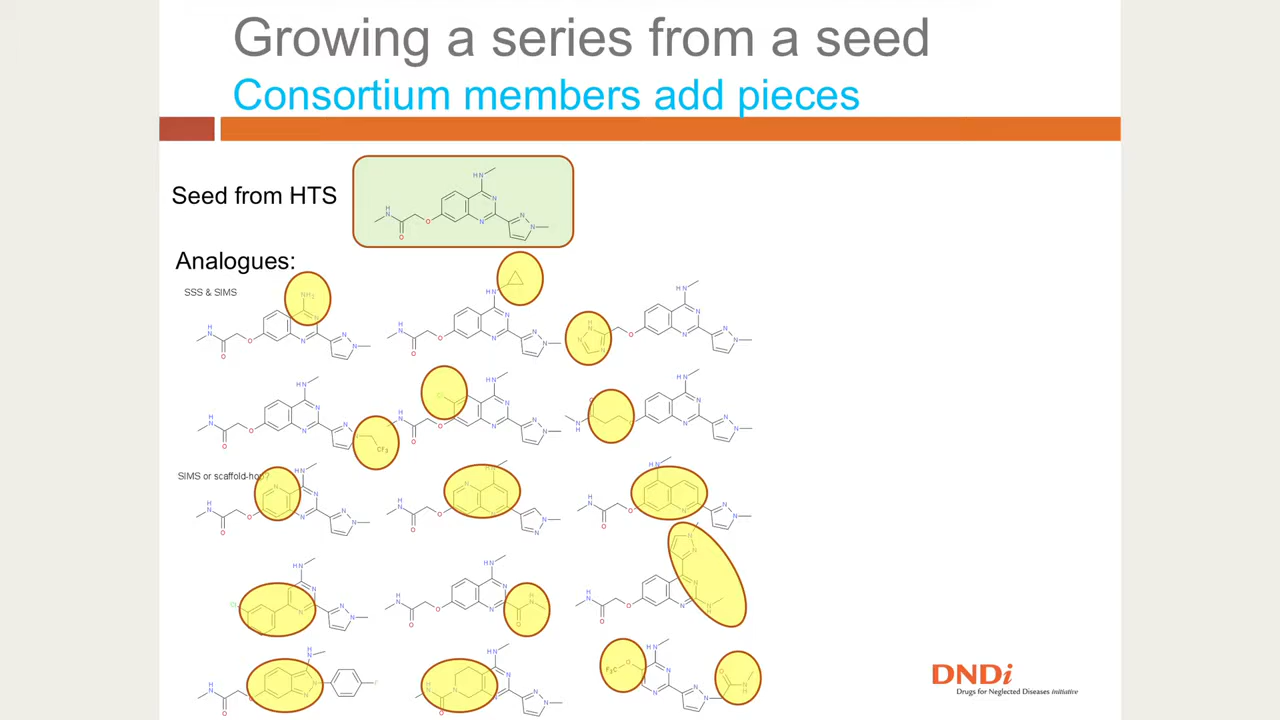 Growing a series from a seed
Consortium members add pieces
Seed from HTS
Analogues:
SSS & SIMS
SIMS or scaffold-hop?
DNDi
Drugs for Neglected Diseases initiative